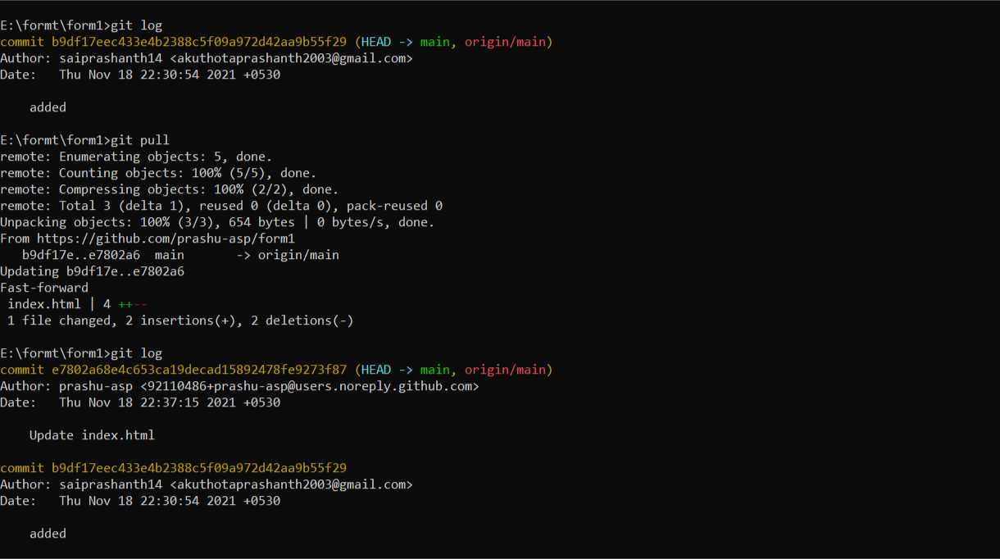 E:\formt\form1>git log
commit b9df17eec433e4b2388c5f09a972d42aa9b55f29 (HEAD -> main, origin/main)
Author: saiprashanth14 <akuthotaprashanth2003@gmail.com>
Date:   Thu Nov 18 22:30:54 2021 +0530

    added

E:\formt\form1>git pull
remote: Enumerating objects: 5, done.
remote: Counting objects: 100% (5/5), done.
remote: Compressing objects: 100% (2/2), done.
remote: Total 3 (delta 1), reused 0 (delta 0), pack-reused 0
Unpacking objects: 100% (3/3), 654 bytes | 0 bytes/s, done.
From https://github.com/prashu-asp/form1
   b9df17e..e7802a6  main       -> origin/main
Updating b9df17e..e7802a6
Fast-forward
 index.html | 4 ++--
 1 file changed, 2 insertions(+), 2 deletions(-)

E:\formt\form1>git log
commit e7802a68e4c653ca19decad15892478fe9273f87 (HEAD -> main, origin/main)
Author: prashu-asp <92110486+prashu-asp@users.noreply.github.com>
Date:   Thu Nov 18 22:37:15 2021 +0530

    Update index.html

commit b9df17eec433e4b2388c5f09a972d42aa9b55f29
Author: saiprashanth14 <akuthotaprashanth2003@gmail.com>
Date:   Thu Nov 18 22:30:54 2021 +0530

    added